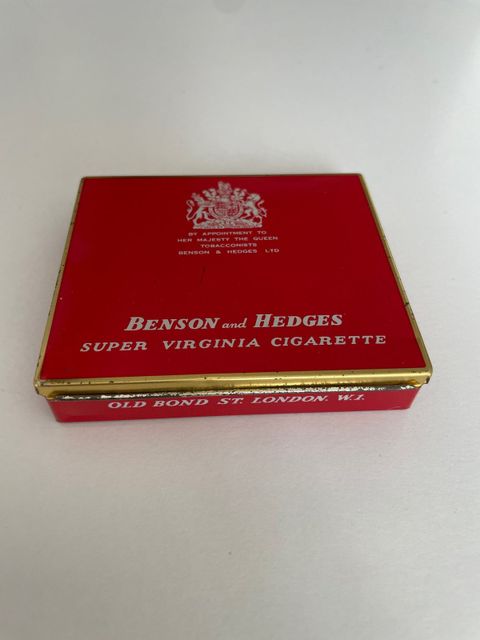 BY APPOINTMENT TO
HER MAJESTY THE QUEEN
TOBACCONISTS
BENSON & HEDGES LTD
BENSON and HEDGES
SUPER VIRGINIA CIGARETTE
OLD BOND ST. LONDON. W.1.